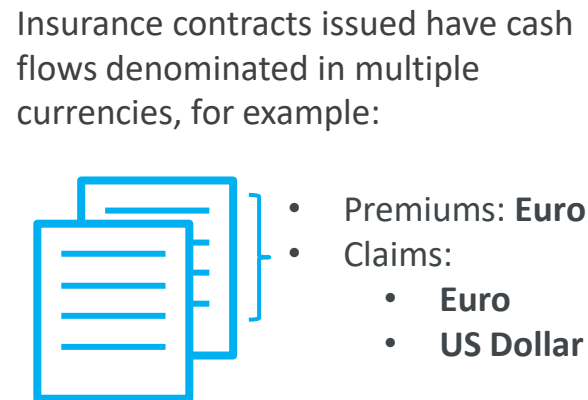 Insurance contracts issued have cash
flows denominated in multiple
currencies, for example:
• Premiums: Euro
• Claims:
• Euro
• US Dollar